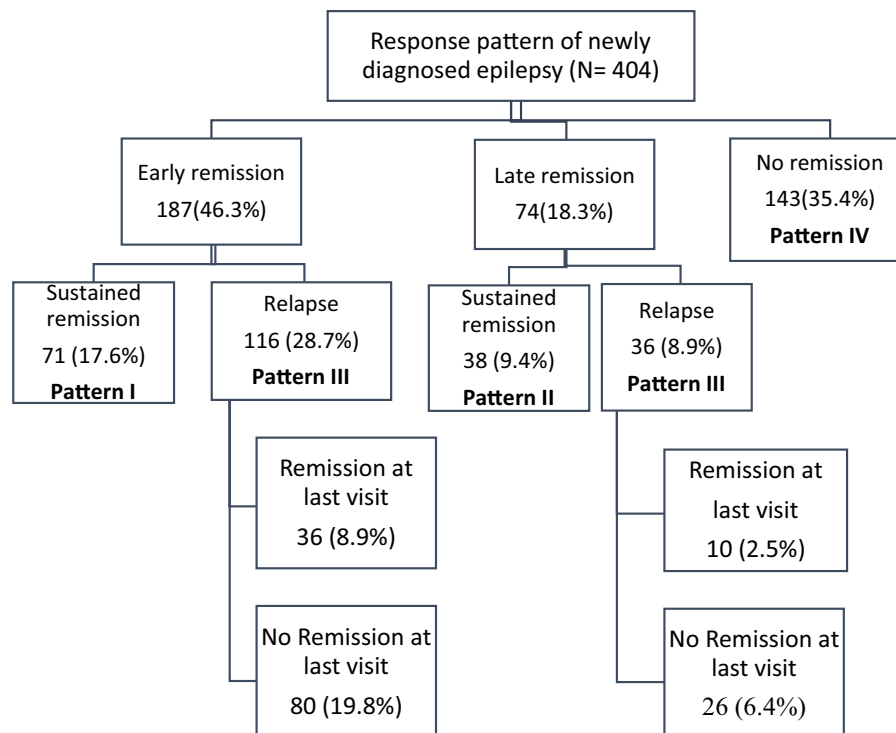 Response pattern of newly
diagnosed epilepsy (N= 404)
Early remission
187(46.3%)
Late remission
74(18.3%)
No remission
143(35.4%)
Pattern IV
Sustained
remission
71 (17.6%)
Pattern I
Relapse
116 (28.7%)
Pattern III
Sustained
remission
38 (9.4%)
Pattern II
Relapse
36 (8.9%)
Pattern III
Remission at
last visit
36 (8.9%)
Remission at
last visit
10 (2.5%)
No Remission at
last visit
80 (19.8%)
No Remission at
last visit
26 (6.4%)